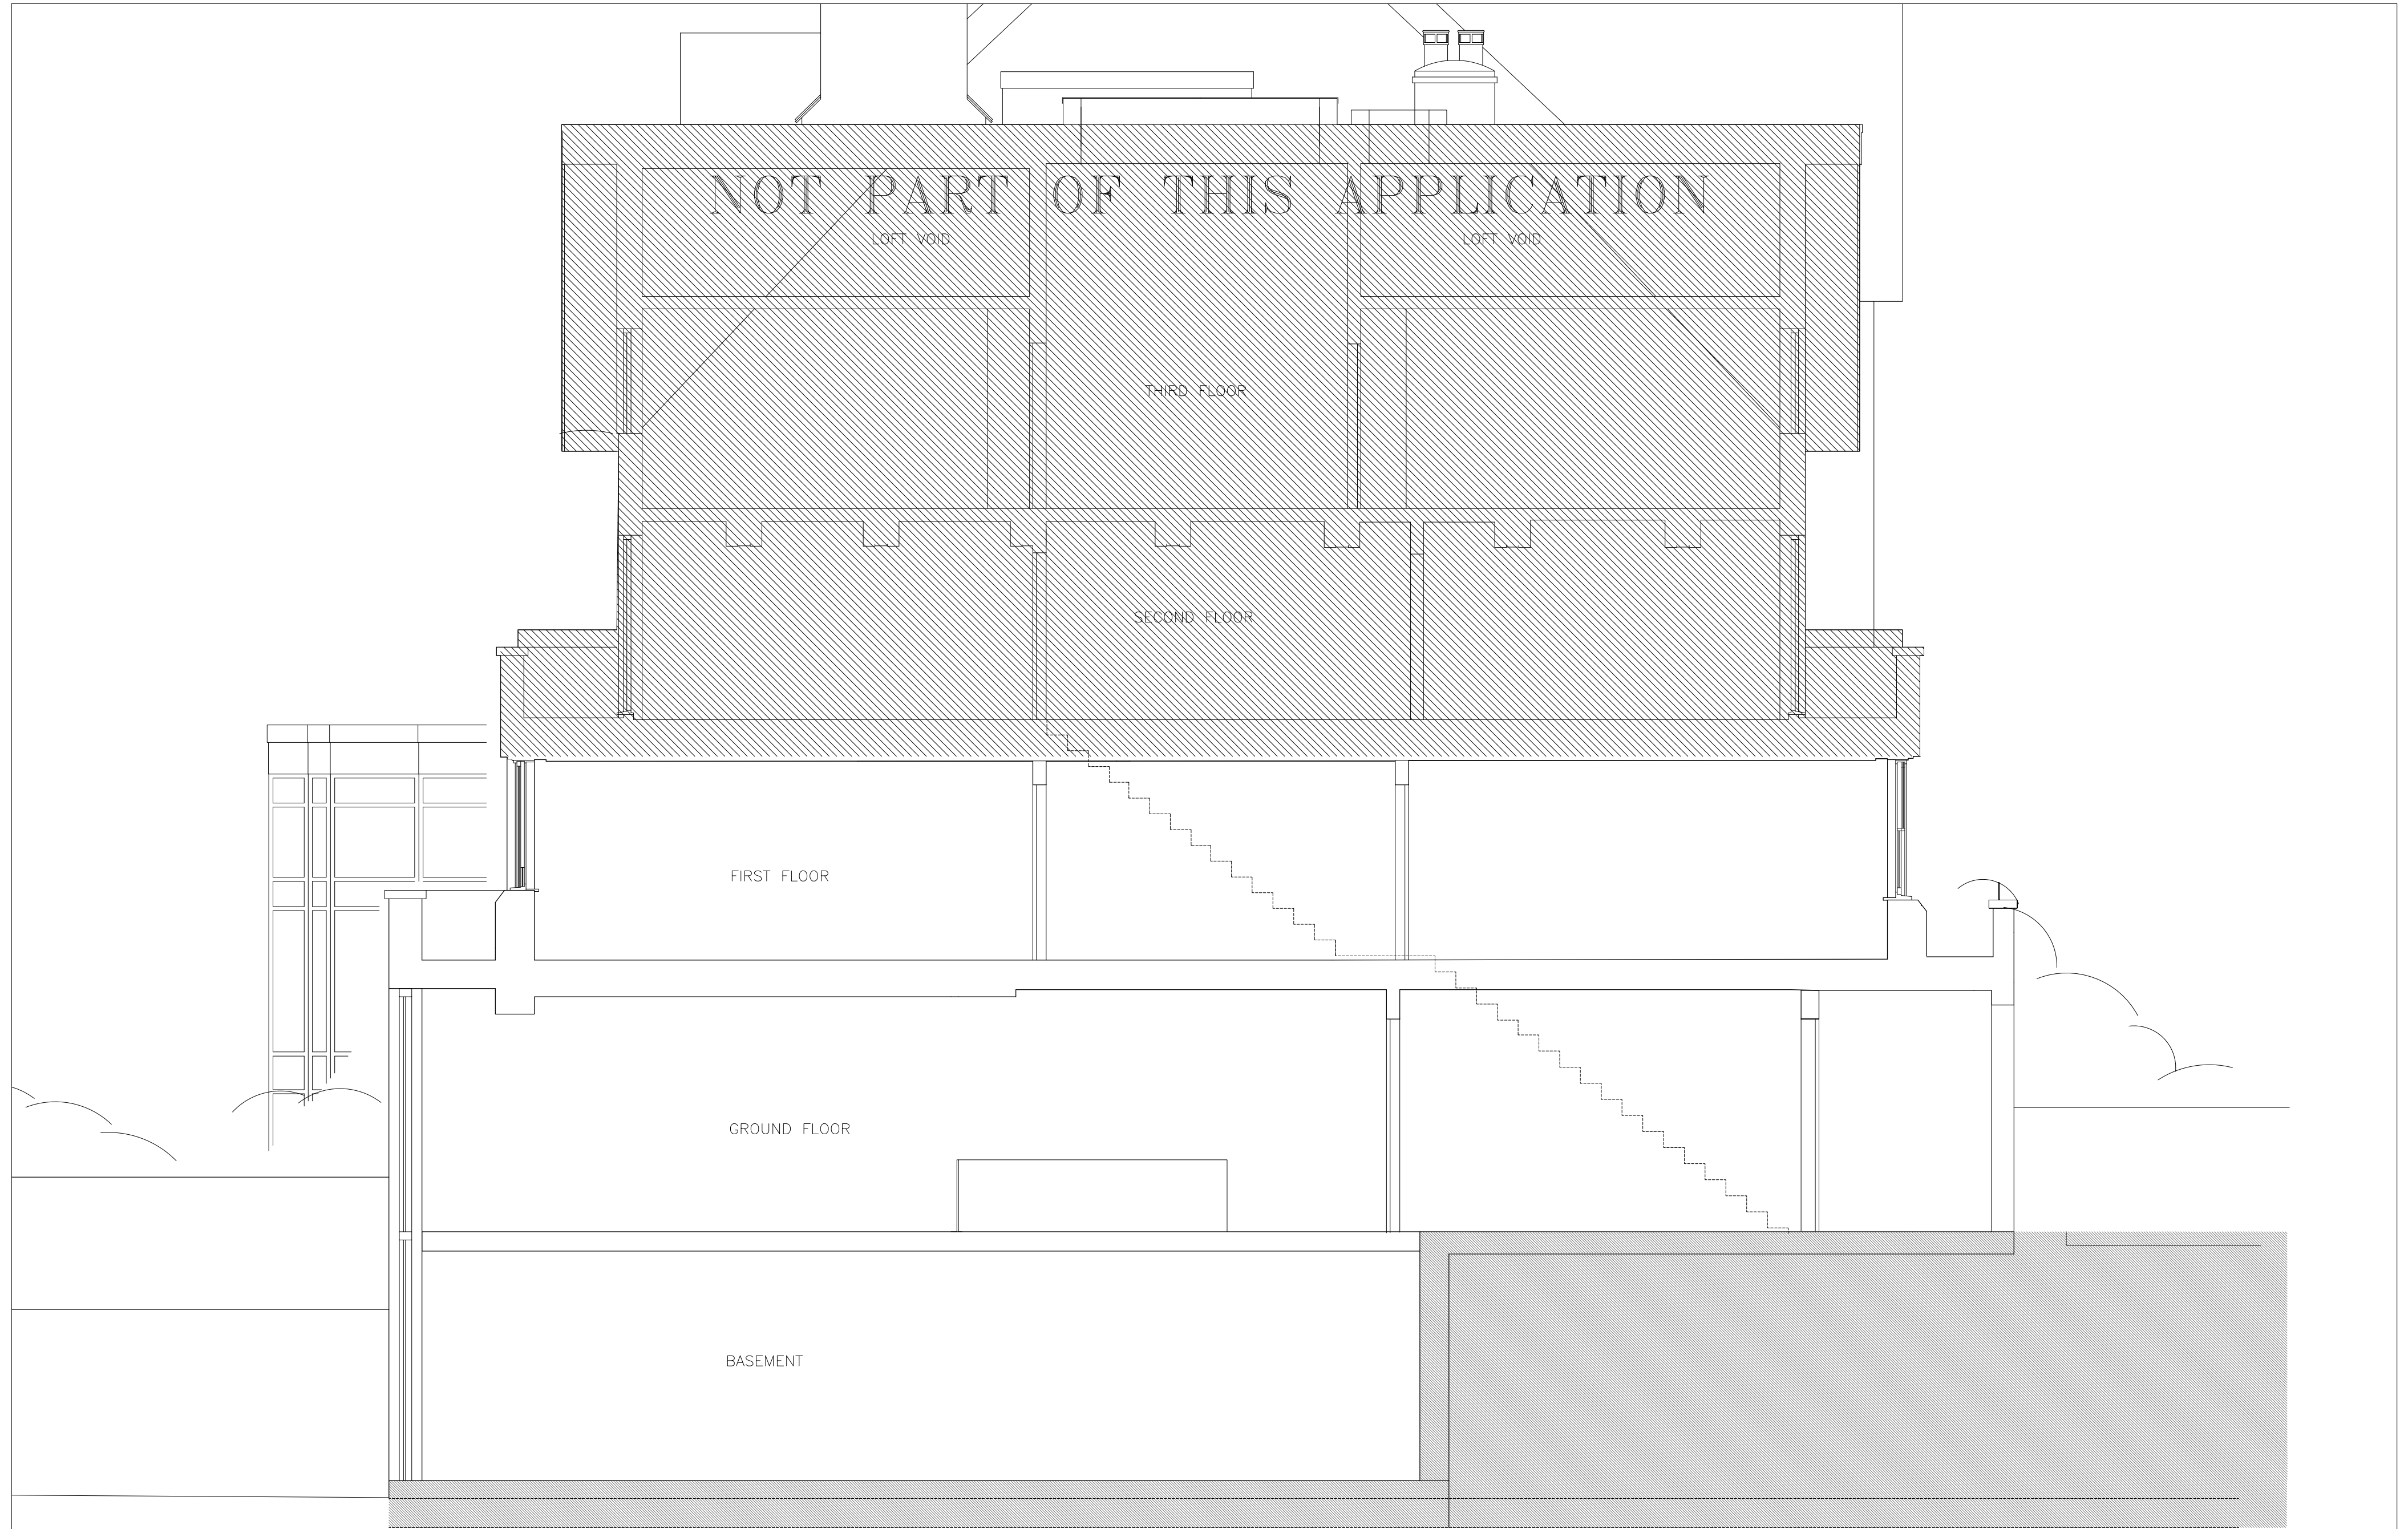 NOT PART OF THIS APPLICATION
LOFT VOID
LOFT VOID
THIRD FLOOR
SECOND FLOOR
FIRST FLOOR
GROUND FLOOR
BASEMENT